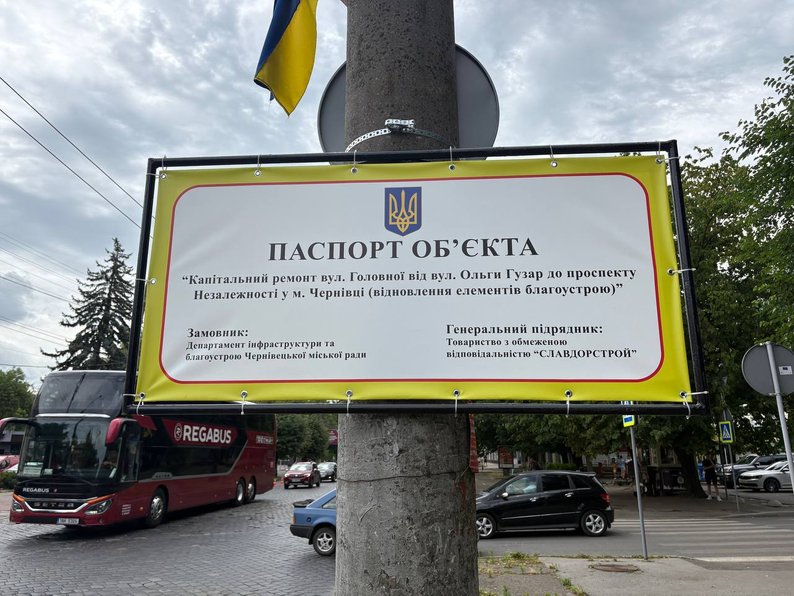 ПАСПОРТ ОБ’ЄКТА
“Капітальний ремонт вул. Головної від вул. Ольги Гузар до проспекту
Незалежності у м. Чернівці (відновлення елементів благоустрою)”
Замовник:
Департамент інфраструктури та
благоустрою Чернівецької міської ради
Генеральний підрядник:
Товариство з обмеженою
відповідальністю “СЛАВДОРСТРОЙ”
REGABUS
REGABUS
SETRA